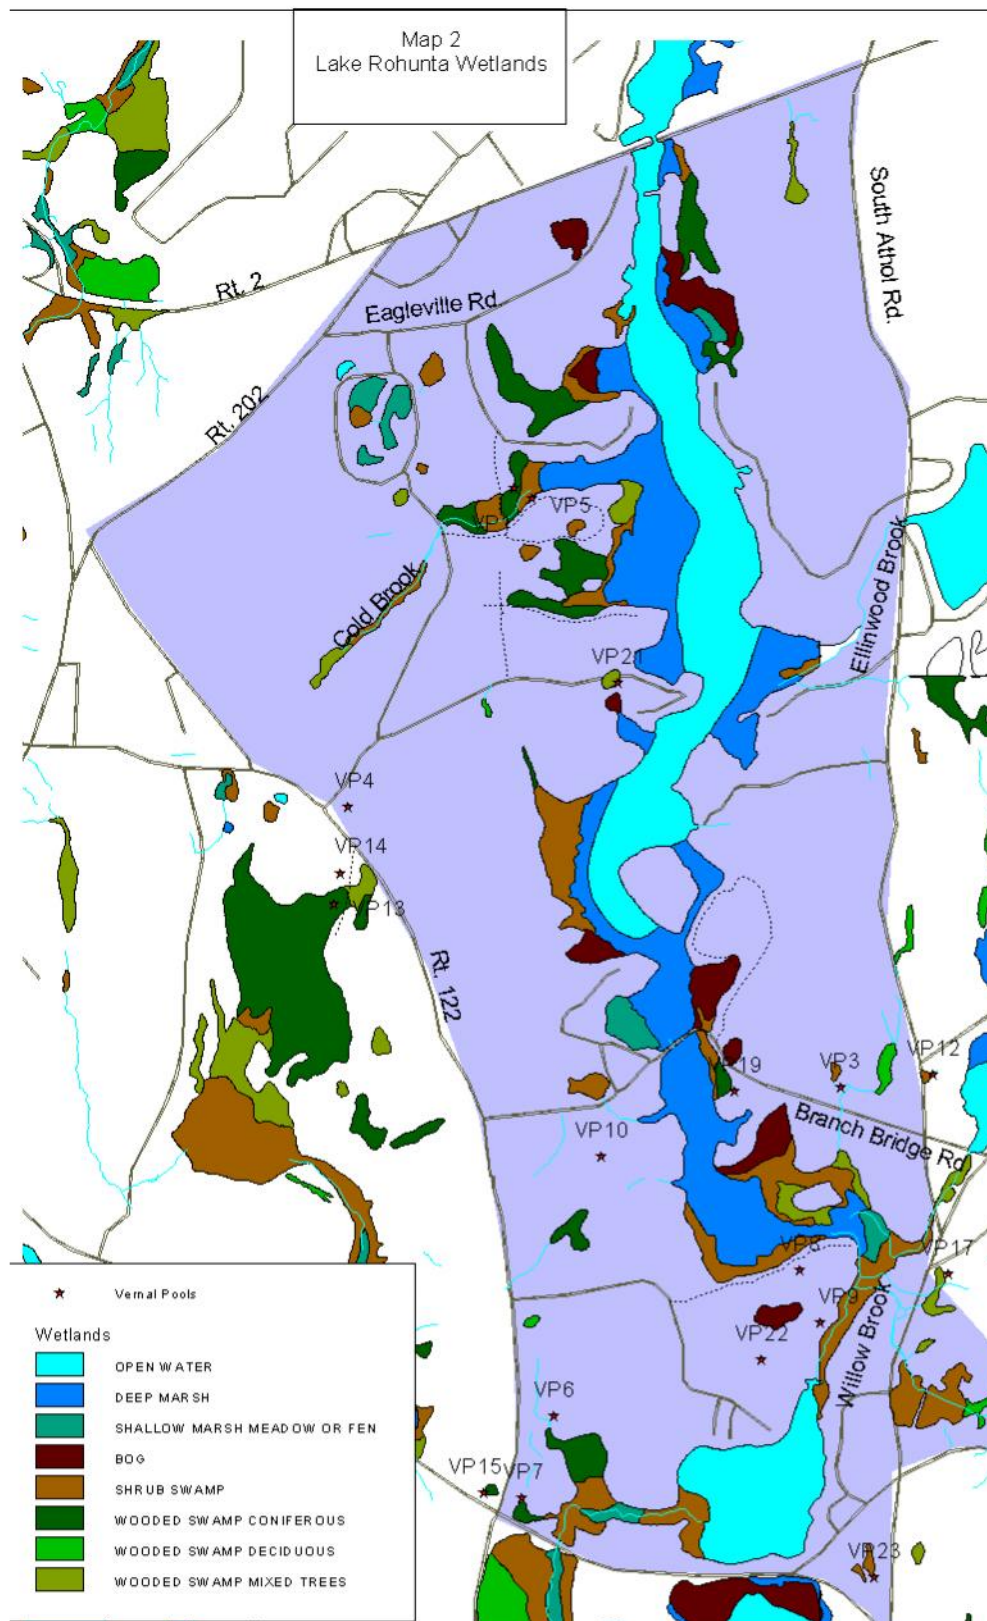 Map 2
Lake Rohunta Wetlands
South Athol Rd.
Rt. 2
Eagleville Rd.
Rt. 202
VP5
Cold Brook
Ellinwood Brook
VP21
VP4
VP14
VP13
Rt. 122
VP19
VP3
VP12
VP10
Branch Bridge Rd.
VP8
VP17
VP9
VP22
Willow Brook
VP6
VP15
VP7
VP23
Vernal Pools
Wetlands
OPEN WATER
DEEP MARSH
SHALLOW MARSH MEADOW OR FEN
BOG
SHRUB SWAMP
WOODED SWAMP CONIFEROUS
WOODED SWAMP DECIDUOUS
WOODED SWAMP MIXED TREES